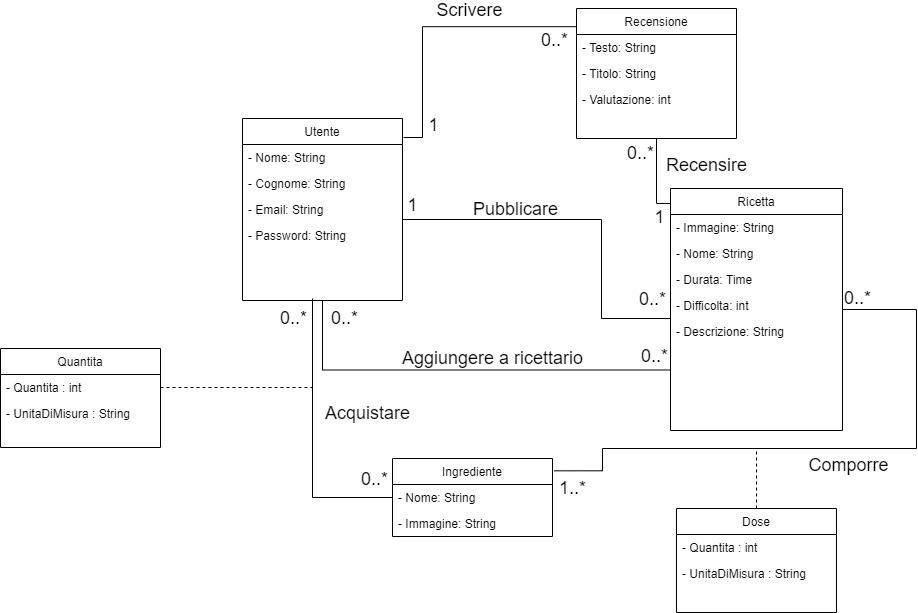 Scrivere
Recensione
- Testo: String
- Titolo: String
- Valutazione: int
0..*
1
Utente
- Nome: String
- Cognome: String
- Email: String
- Password: String
0..*
Recensire
1
1
Pubblicare
Ricetta
- Immagine: String
- Nome: String
- Durata: Time
- Difficolta: int
- Descrizione: String
0..*
0..*
0..*
0..*
Aggiungere a ricettario
0..*
Quantita
- Quantita : int
- UnitaDiMisura : String
Acquistare
0..*
Ingrediente
- Nome: String
- Immagine: String
1..*
Comporre
Dose
- Quantita : int
- UnitaDiMisura : String